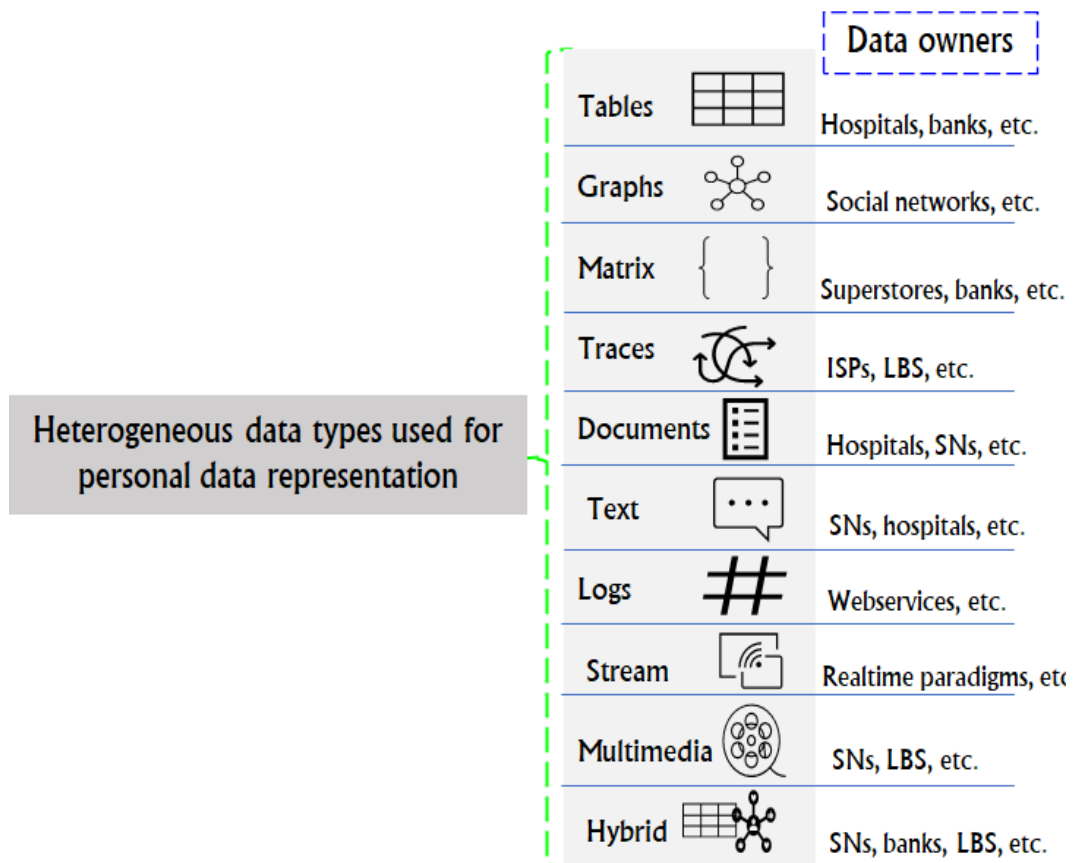 Data owners
Tables
Hospitals, banks, etc.
Graphs
Social networks, etc.
Matrix
Superstores, banks, etc.
Traces
ISPs, LBS, etc.
Heterogeneous data types used for
personal data representation
Documents
Hospitals, SNs, etc.
Text
SNs, hospitals, etc.
Logs
Webservices, etc.
Stream
Realtime paradigms, etc
Multimedia
SNs, LBS, etc.
Hybrid
SNs, banks, LBS, etc.